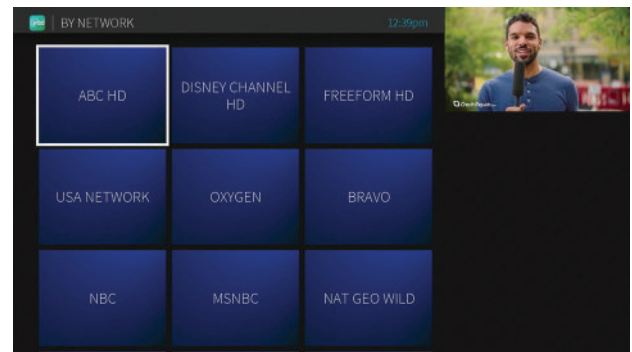 BY NETWORK
12:39pm
ABC HD
DISNEY CHANNEL
HD
FREEFORM HD
USA NETWORK
OXYGEN
BRAVO
NBC
MSNBC
NAT GEO WILD